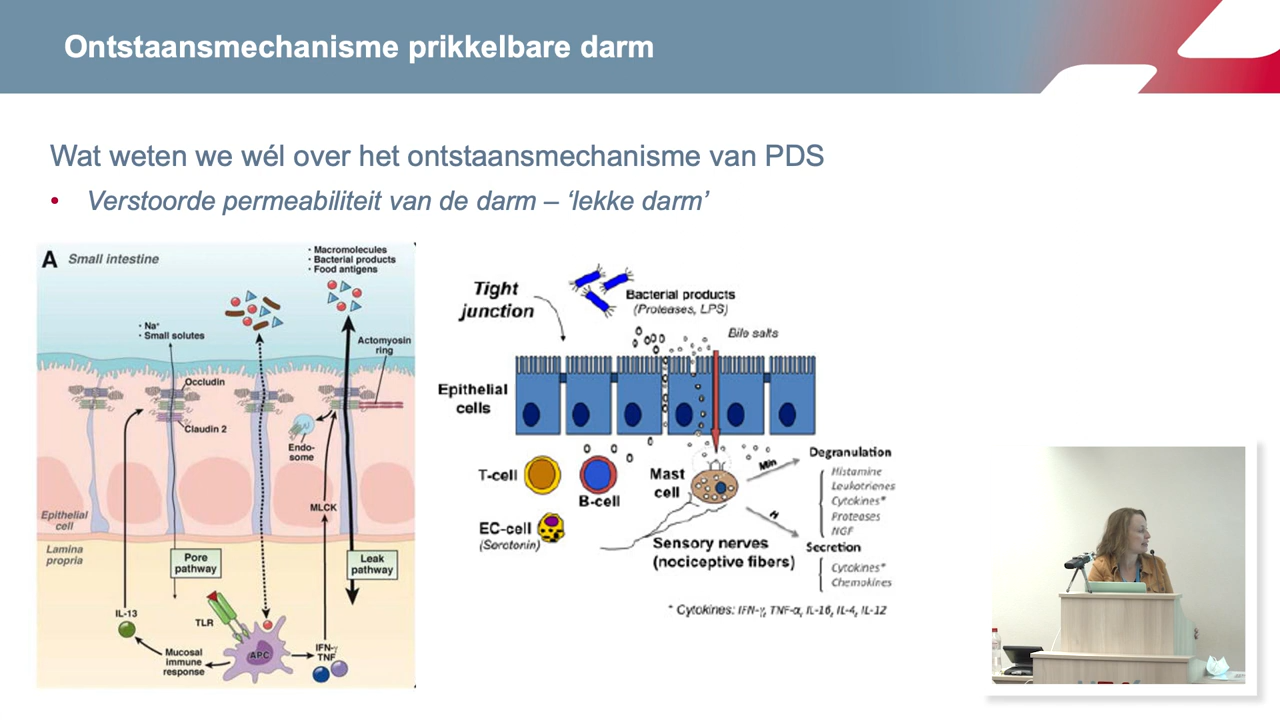 Ontstaansmechanisme prikkelbare darm
Wat weten we wél over het ontstaansmechanisme van PDS
• Verstoorde permeabiliteit van de darm – ‘lekke darm’
A Small intestine
• Macromolecules
• Bacterial products
• Food antigens
• Na⁺
• Small solutes
Actomyosin
ring
Occludin
Claudin 2
Endo-
some
MLCK
Epithelial
cell
Lamina
propria
Pore
pathway
Leak
pathway
IL-13
TLR
APC
IFN-γ
TNF
Mucosal
immune
response
Tight
junction
Bacterial products
(Proteases, LPS)
Bile salts
Epithelial
cells
T-cell
B-cell
Mast
cell
EC-cell
(Serotonin)
Sensory nerves
(nociceptive fibers)
Min
H
Degranulation
Histamine
Leukotrienes
Cytokines*
Proteases
NGF
Secretion
Cytokines*
Chemokines
* Cytokines: IFN-γ, TNF-α, IL-16, IL-4, IL-12